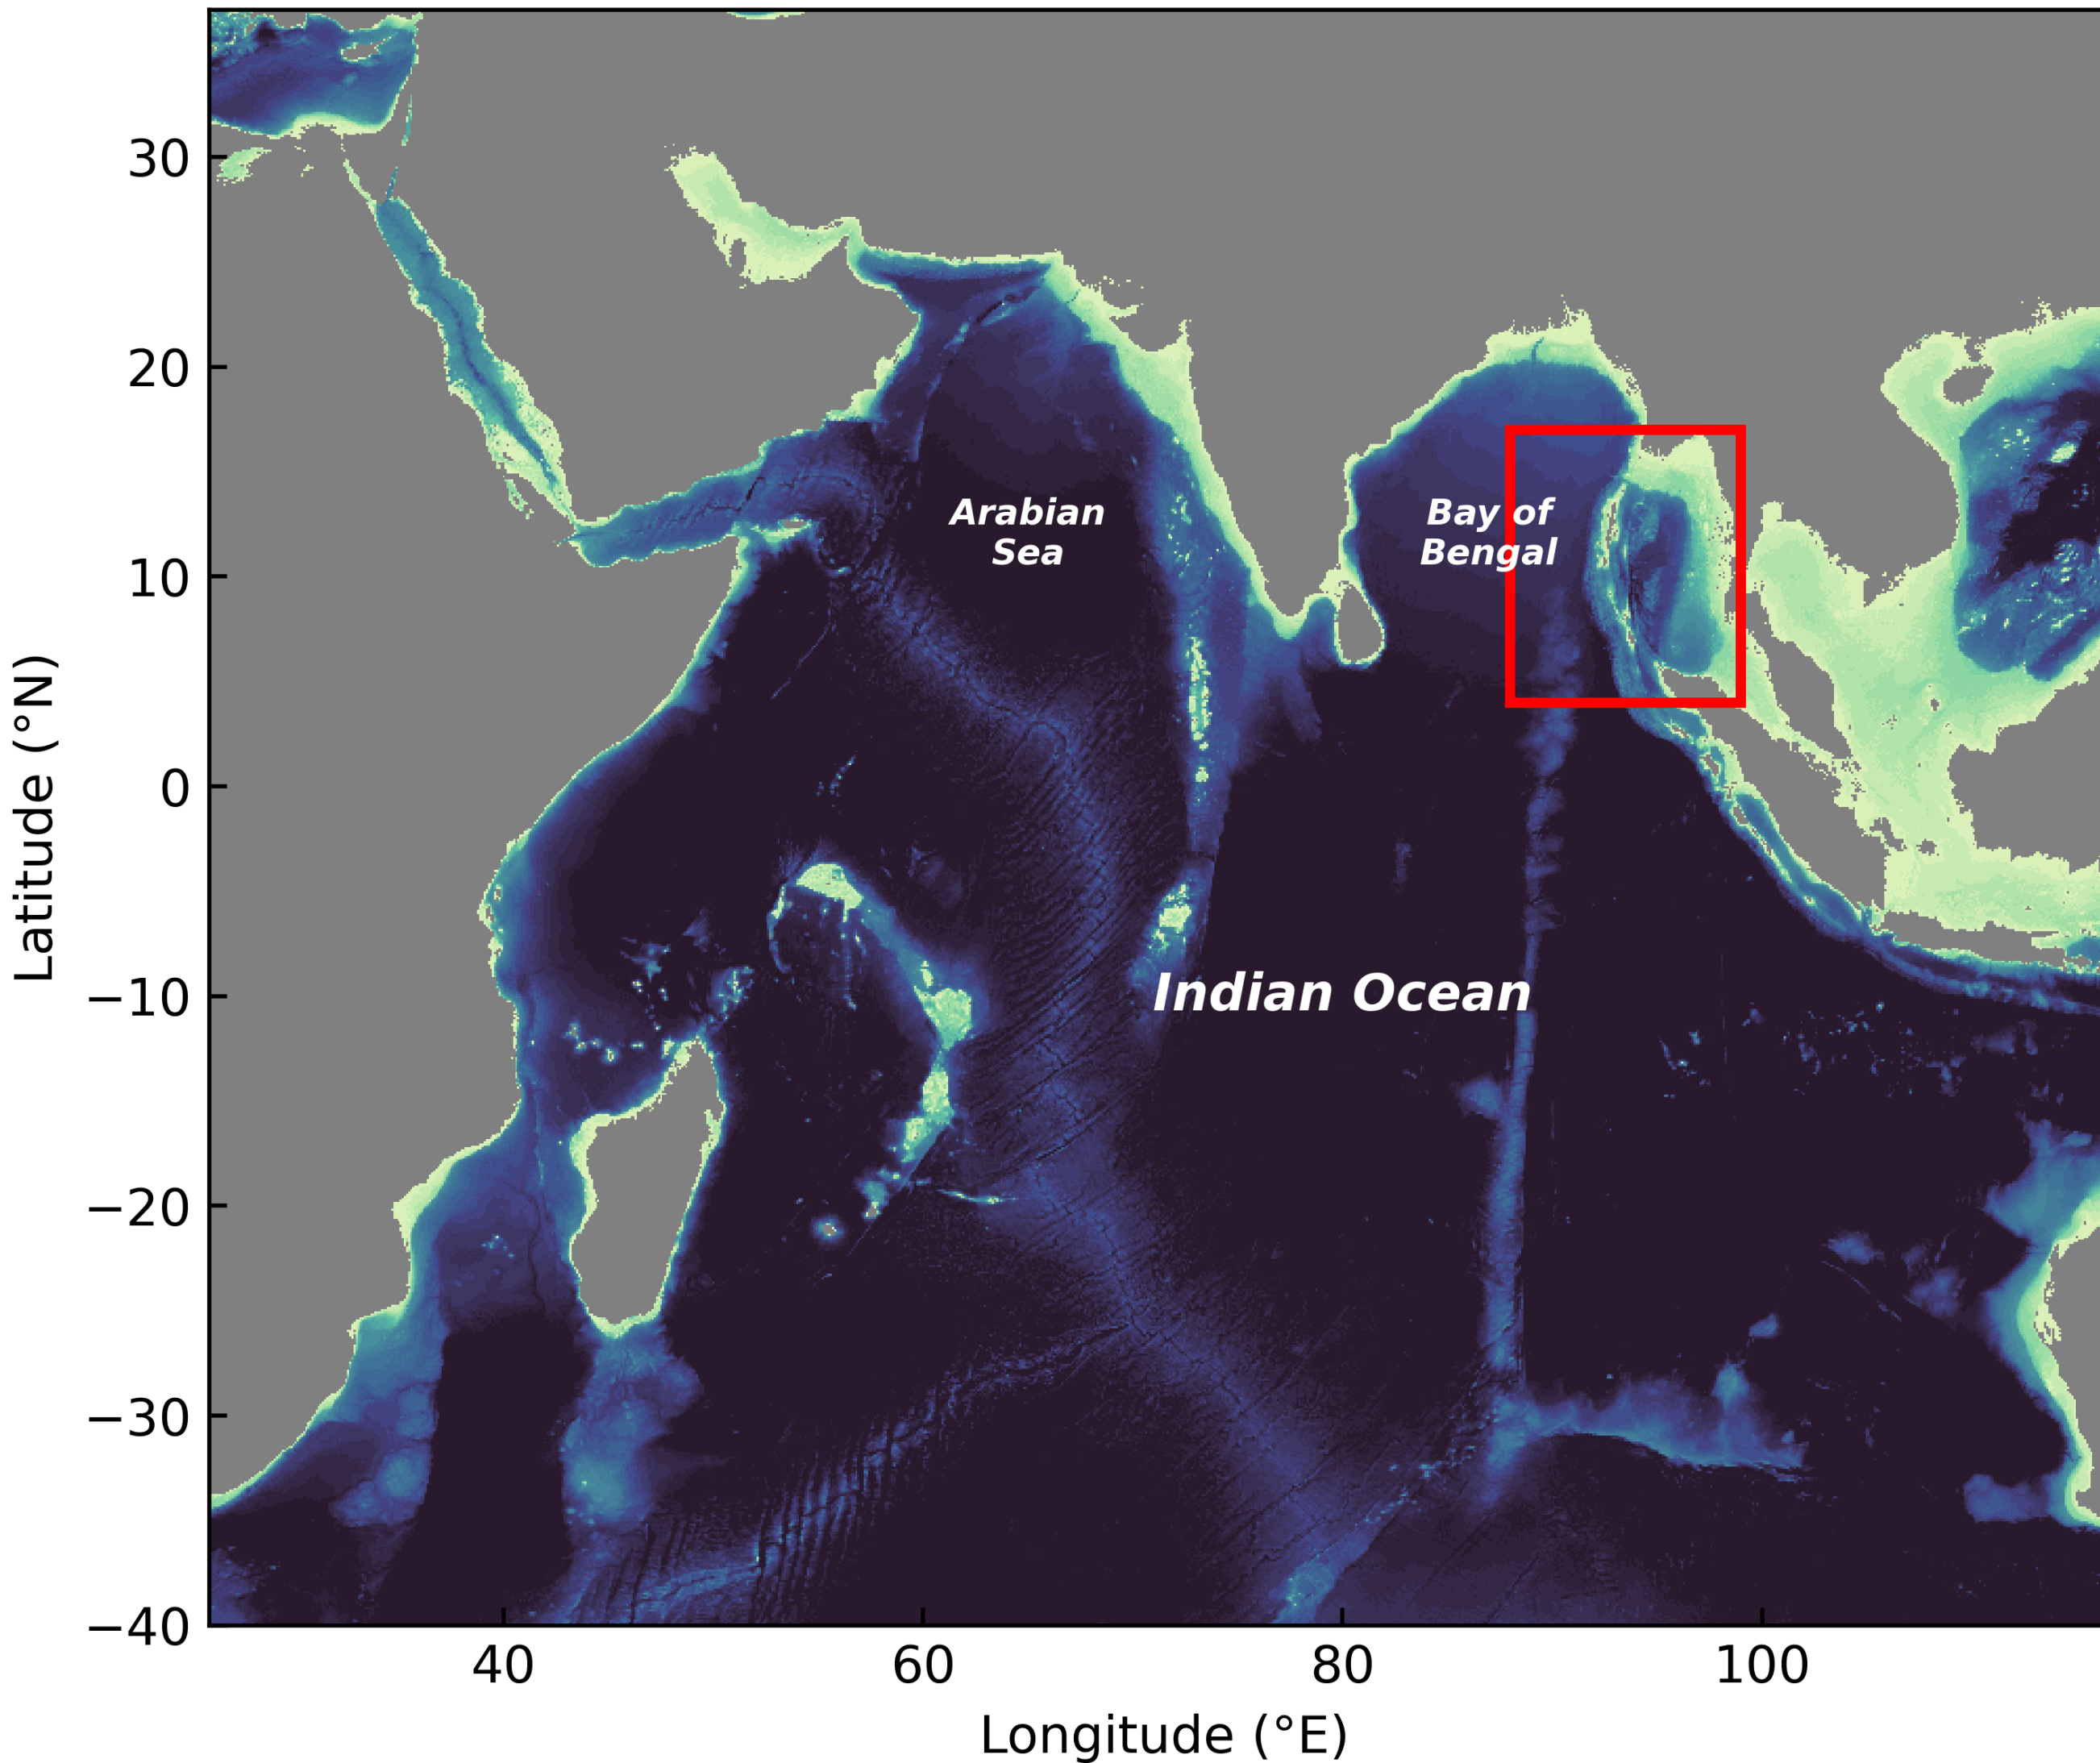 30
20
10
0
−10
−20
−30
−40
Latitude (°N)
Arabian
Sea
Bay of
Bengal
Indian Ocean
40
60
80
100
Longitude (°E)